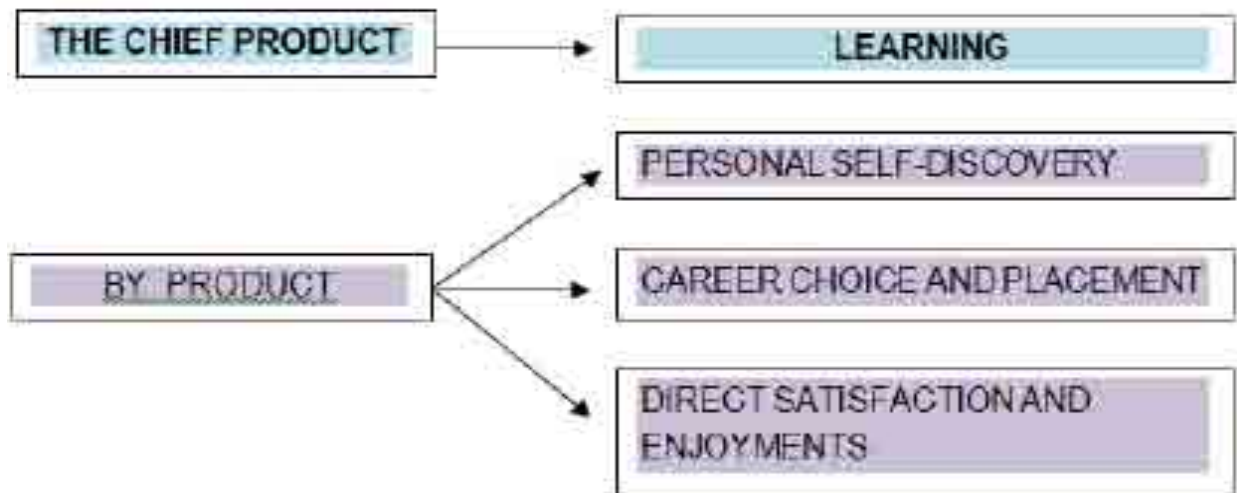 THE CHIEF PRODUCT
LEARNING
PERSONAL SELF-DISCOVERY
BY PRODUCT
CAREER CHOICE AND PLACEMENT
DIRECT SATISFACTION AND
ENJOYMENTS